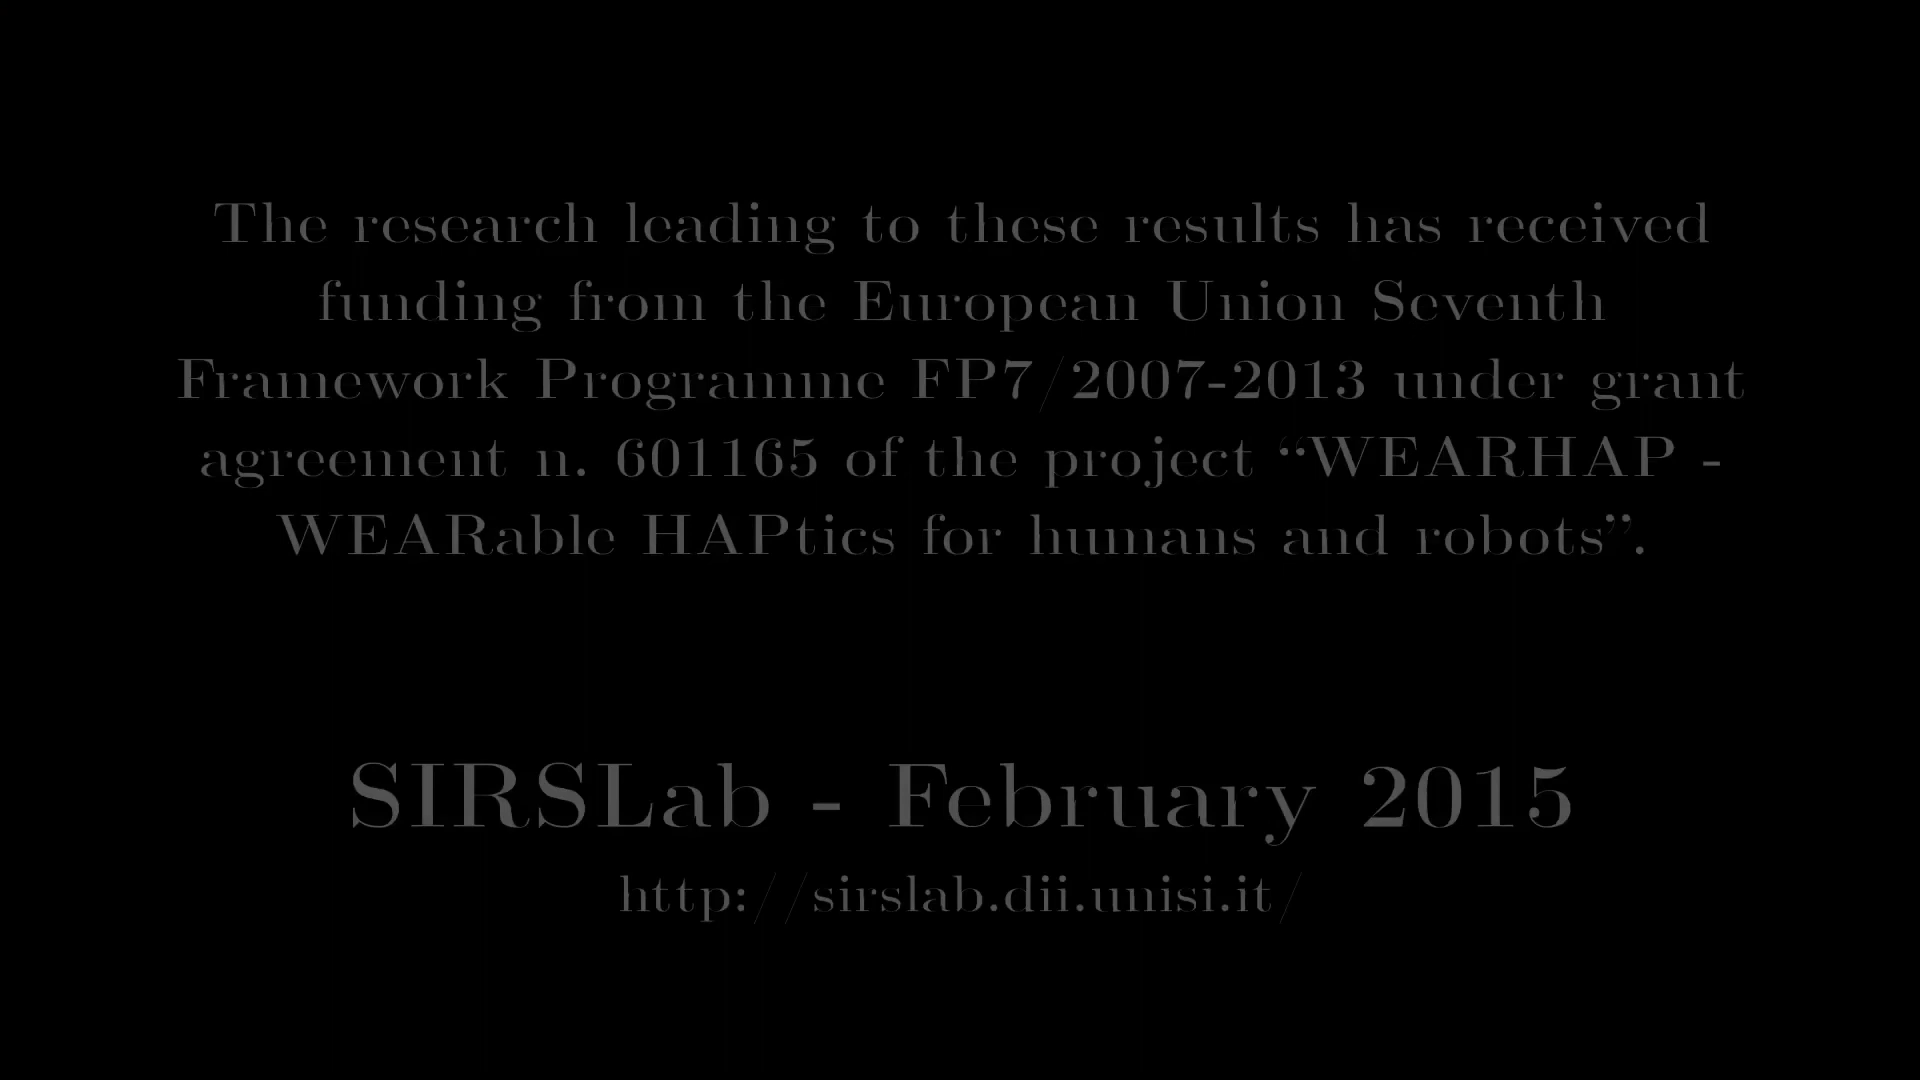 The research leading to these results has received
funding from the European Union Seventh
Framework Programme FP7/2007-2013 under grant
agreement n. 601165 of the project “WEARHAP -
WEARable HAPtics for humans and robots”.
SIRSLab - February 2015
http://sirslab.dii.unisi.it/